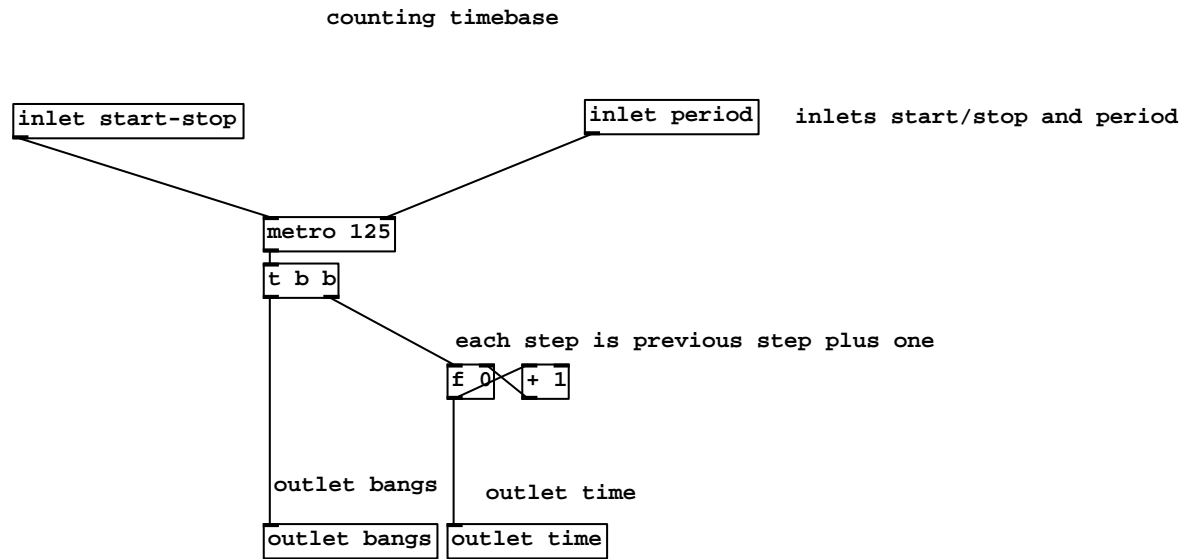 counting timebase
inlet start-stop
inlet period
inlets start/stop and period
metro 125
t b b
each step is previous step plus one
f 0
+ 1
outlet bangs
outlet time
outlet bangs
outlet time